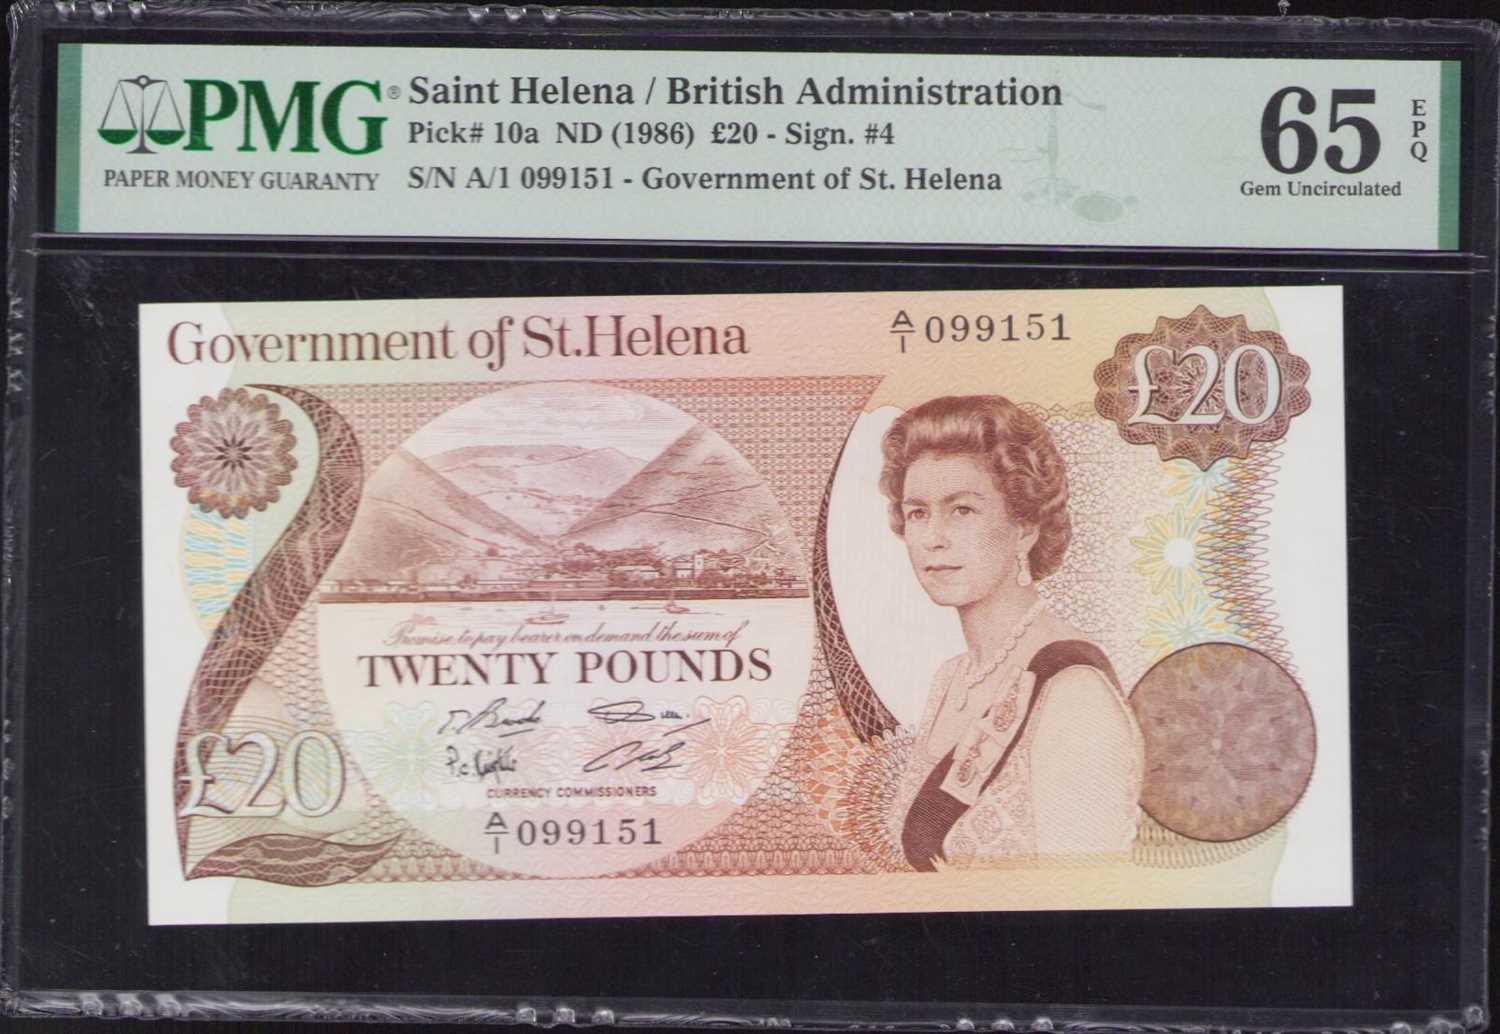 PMG®
PAPER MONEY GUARANTY
Saint Helena / British Administration
Pick# 10a ND (1986) £20 - Sign. #4
S/N A/1 099151 - Government of St. Helena
65
EPQ
Gem Uncirculated
Government of St.Helena
A/1 099151
£20
Promise to pay bearer on demand the sum of
TWENTY POUNDS
£20
CURRENCY COMMISSIONERS
A/1 099151